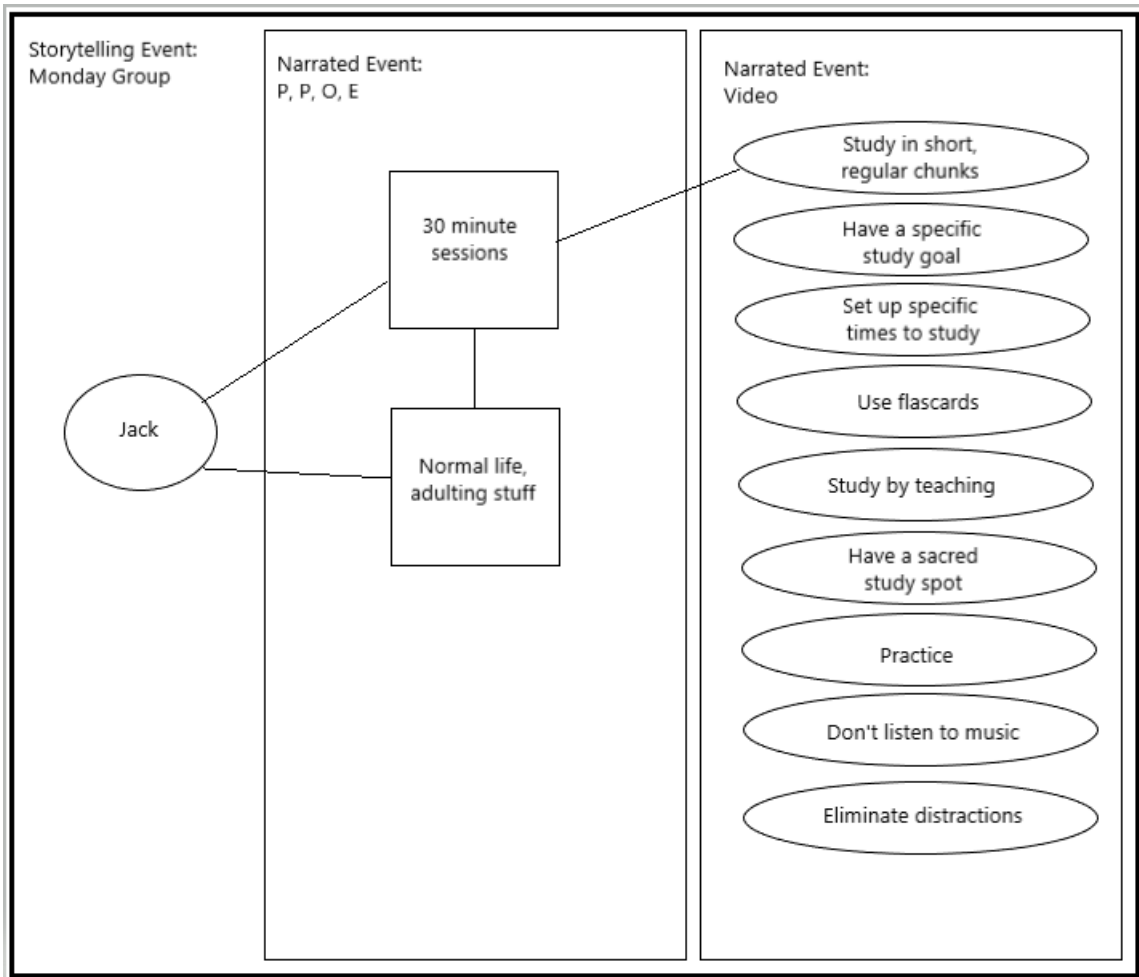 Storytelling Event:
Monday Group
Narrated Event:
P, P, O, E
30 minute
sessions
Jack
Normal life,
adulting stuff
Narrated Event:
Video
Study in short,
regular chunks
Have a specific
study goal
Set up specific
times to study
Use flascards
Study by teaching
Have a sacred
study spot
Practice
Don't listen to music
Eliminate distractions